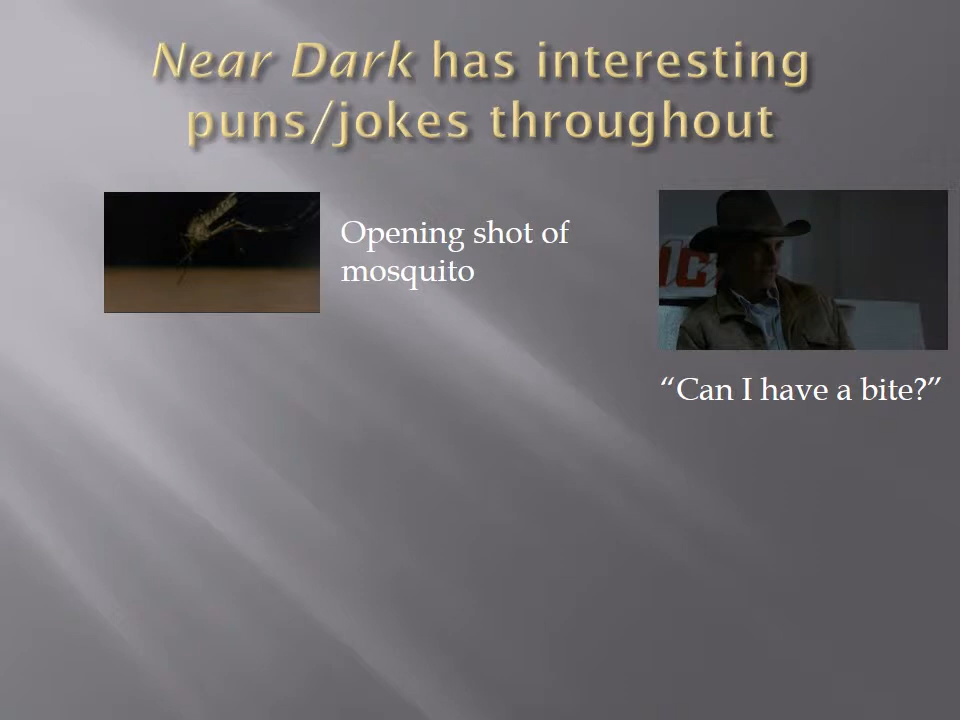 Near Dark has interesting
puns/jokes throughout
Opening shot of
mosquito
“Can I have a bite?”